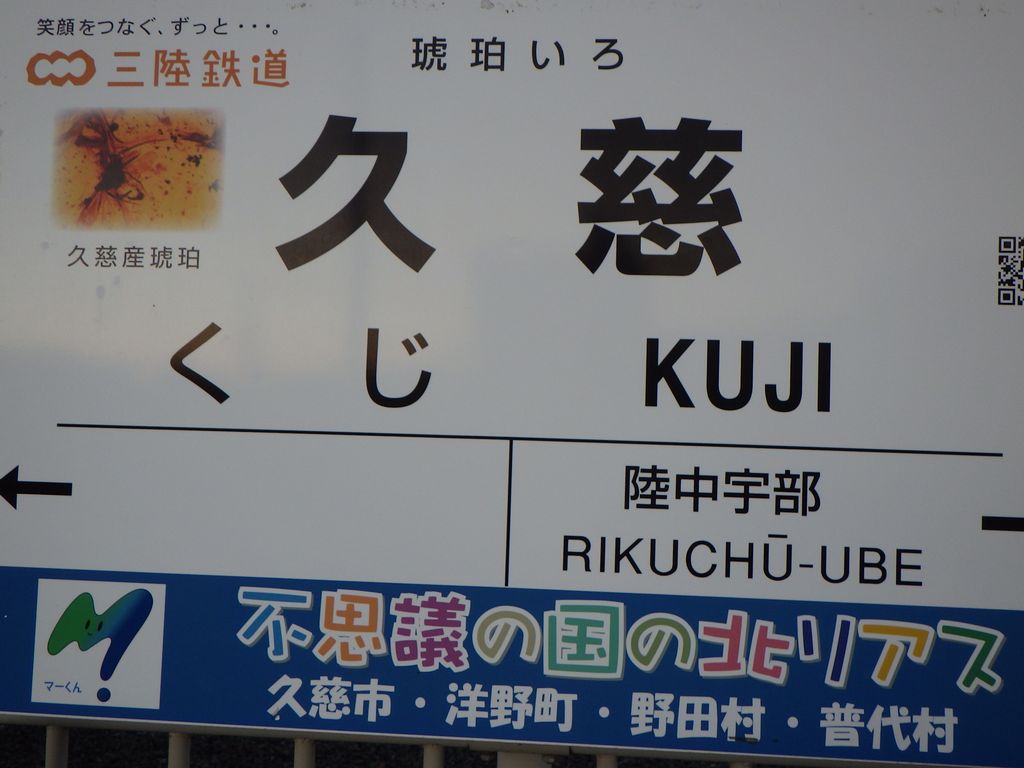 笑顔をつなぐ、ずっと・・・。
三陸鉄道
琥珀いろ
久慈
久慈産琥珀
くじ KUJI
陸中宇部
RIKUCHŪ-UBE
マーくん
不思議の国の北リアス
久慈市・洋野町・野田村・普代村